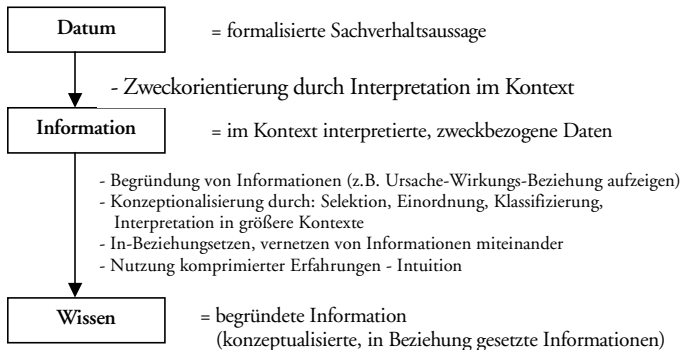 Datum
= formalisierte Sachverhaltsaussage
- Zweckorientierung durch Interpretation im Kontext
Information
= im Kontext interpretierte, zweckbezogene Daten
- Begründung von Informationen (z.B. Ursache-Wirkungs-Beziehung aufzeigen)
- Konzeptionalisierung durch: Selektion, Einordnung, Klassifizierung,
Interpretation in größere Kontexte
- In-Beziehungsetzen, vernetzen von Informationen miteinander
- Nutzung komprimierter Erfahrungen - Intuition
Wissen
= begründete Information
(konzeptualisierte, in Beziehung gesetzte Informationen)